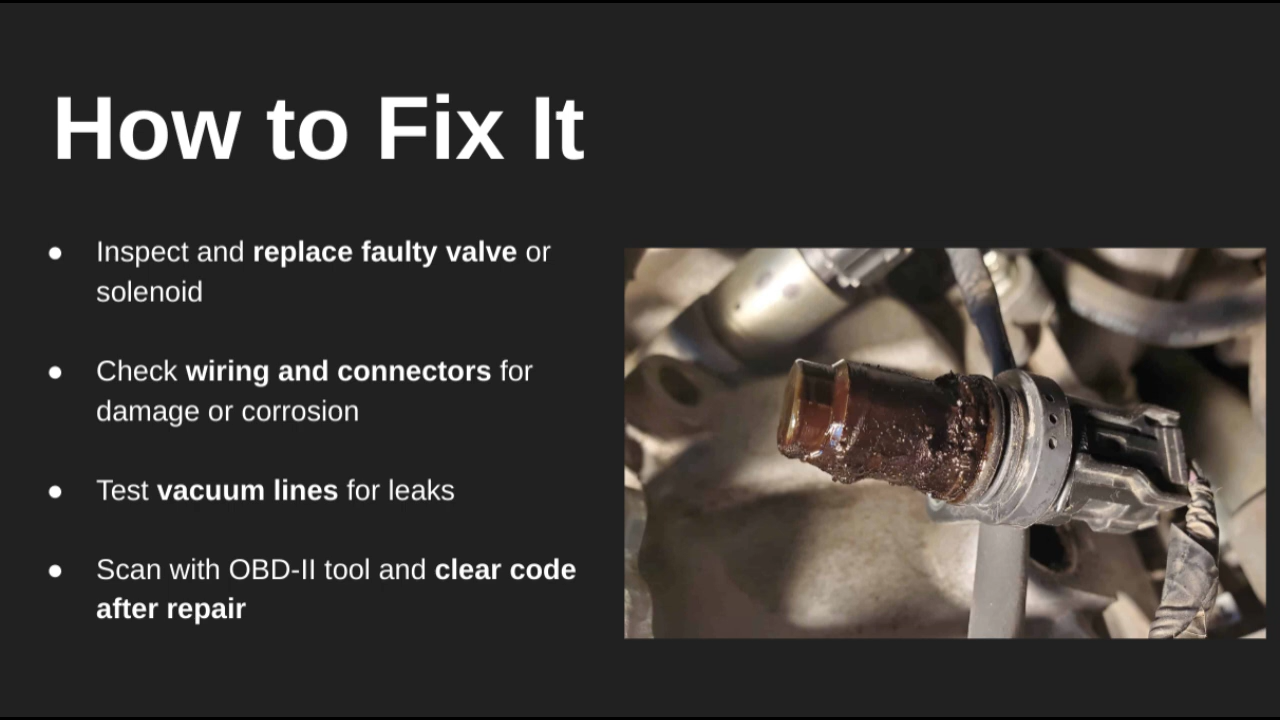 How to Fix It
● Inspect and replace faulty valve or
solenoid
● Check wiring and connectors for
damage or corrosion
● Test vacuum lines for leaks
● Scan with OBD-II tool and clear code
after repair